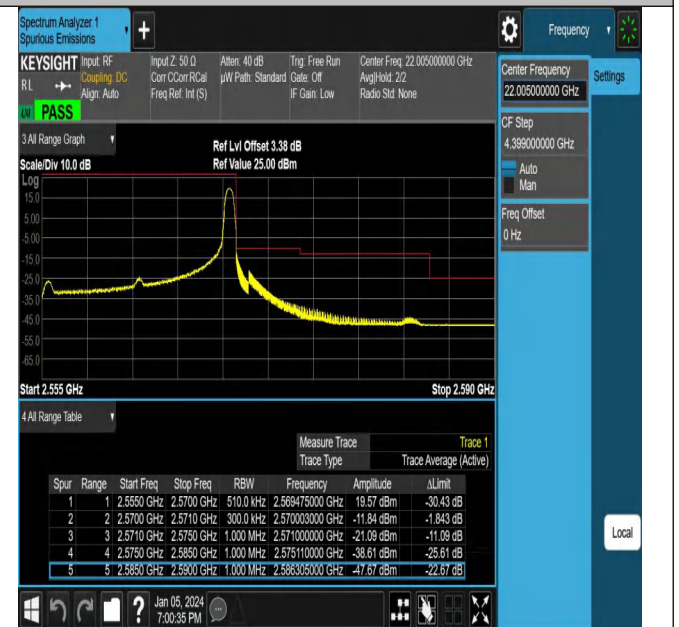 Spectrum Analyzer 1
Spurious Emissions
Frequency
KEYSIGHT Input: RF Input Z: 50 Ω Atten: 40 dB Trig: Free Run Center Freq: 22.005000000 GHz
RL Coupling: DC Corr CCorr RCal µW Path: Standard Gate: Off Avg|Hold: 2/2
Align: Auto Freq Ref: Int (S) IF Gain: Low Radio Std: None
PASS
Center Frequency
22.005000000 GHz
Settings
CF Step
4.399000000 GHz
Auto
Man
Freq Offset
0 Hz
3 All Range Graph
Ref Lvl Offset 3.38 dB
Scale/Div 10.0 dB Ref Value 25.00 dBm
Log
15.0
5.00
-5.00
-15.0
-25.0
-35.0
-45.0
-55.0
-65.0
Start 2.555 GHz Stop 2.590 GHz
4 All Range Table
Measure Trace Trace 1
Trace Type Trace Average (Active)
Spur Range Start Freq Stop Freq RBW Frequency Amplitude ΔLimit
1 1 2.5550 GHz 2.5700 GHz 510.0 kHz 2.569475000 GHz 19.57 dBm -30.43 dB
2 2 2.5700 GHz 2.5710 GHz 300.0 kHz 2.570003000 GHz -11.84 dBm -1.843 dB
3 3 2.5710 GHz 2.5750 GHz 1.000 MHz 2.571000000 GHz -21.09 dBm -11.09 dB
4 4 2.5750 GHz 2.5850 GHz 1.000 MHz 2.575110000 GHz -38.61 dBm -25.61 dB
5 5 2.5850 GHz 2.5900 GHz 1.000 MHz 2.586305000 GHz -47.67 dBm -22.67 dB
Local
Jan 05, 2024
7:00:35 PM